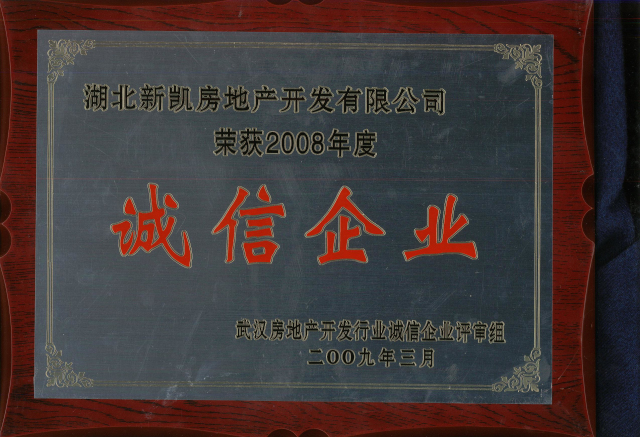 湖北新凯房地产开发有限公司
荣获2008年度
诚信企业
武汉房地产开发行业诚信企业评审组
二〇〇九年三月